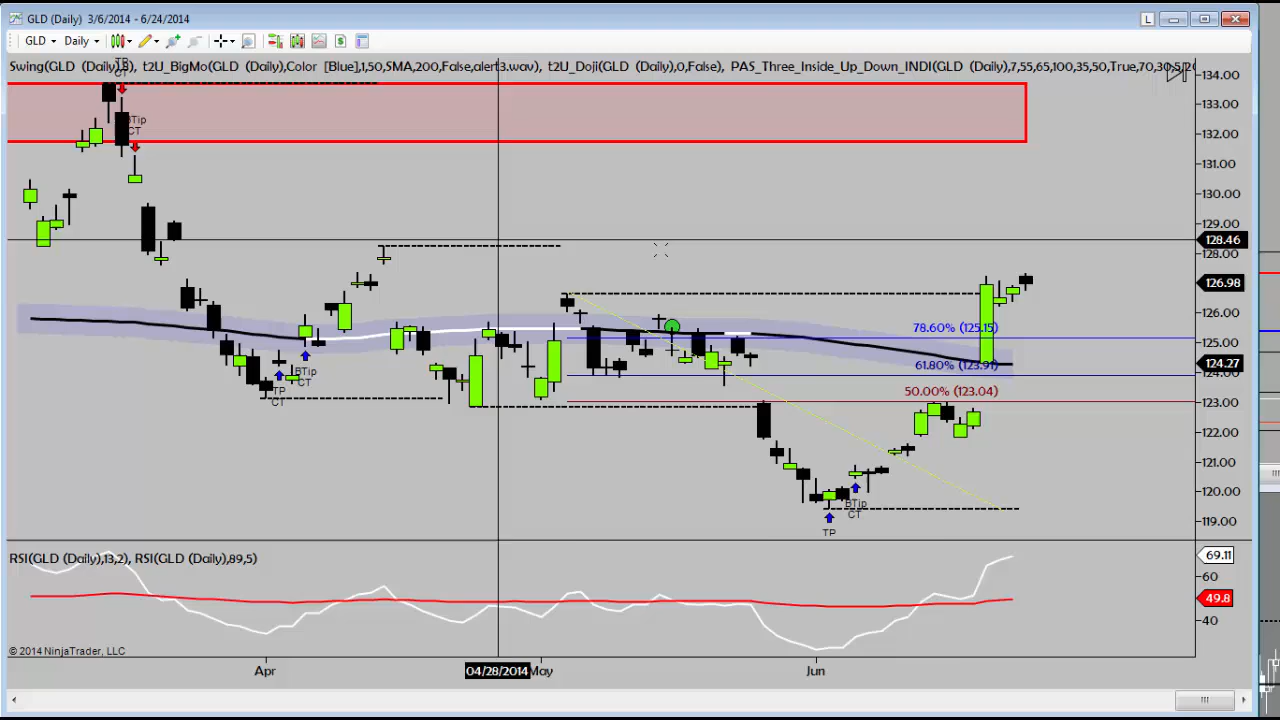 GLD (Daily)  3/6/2014 - 6/24/2014
L
GLD Daily
Swing(GLD (Daily),5), t2U_BigMo(GLD (Daily),Color [Blue],1,50,SMA,200,False,alert3.wav), t2U_Doji(GLD (Daily),0,False), PAS_Three_Inside_Up_Down_INDI(GLD (Daily),7,55,65,100,35,50,True,70,30,5,20
TP
CT
BTip
CT
134.00
133.00
132.00
131.00
130.00
129.00
128.46
128.00
126.98
126.00
78.60% (125.15)
125.00
61.80% (123.91)
124.27
124.00
BTip
CT
TP
CT
50.00% (123.04)
123.00
122.00
121.00
120.00
BTip
CT
119.00
TP
RSI(GLD (Daily),13,2), RSI(GLD (Daily),89,5)
69.11
60
49.8
40
© 2014 NinjaTrader, LLC
Apr
04/28/2014
May
Jun